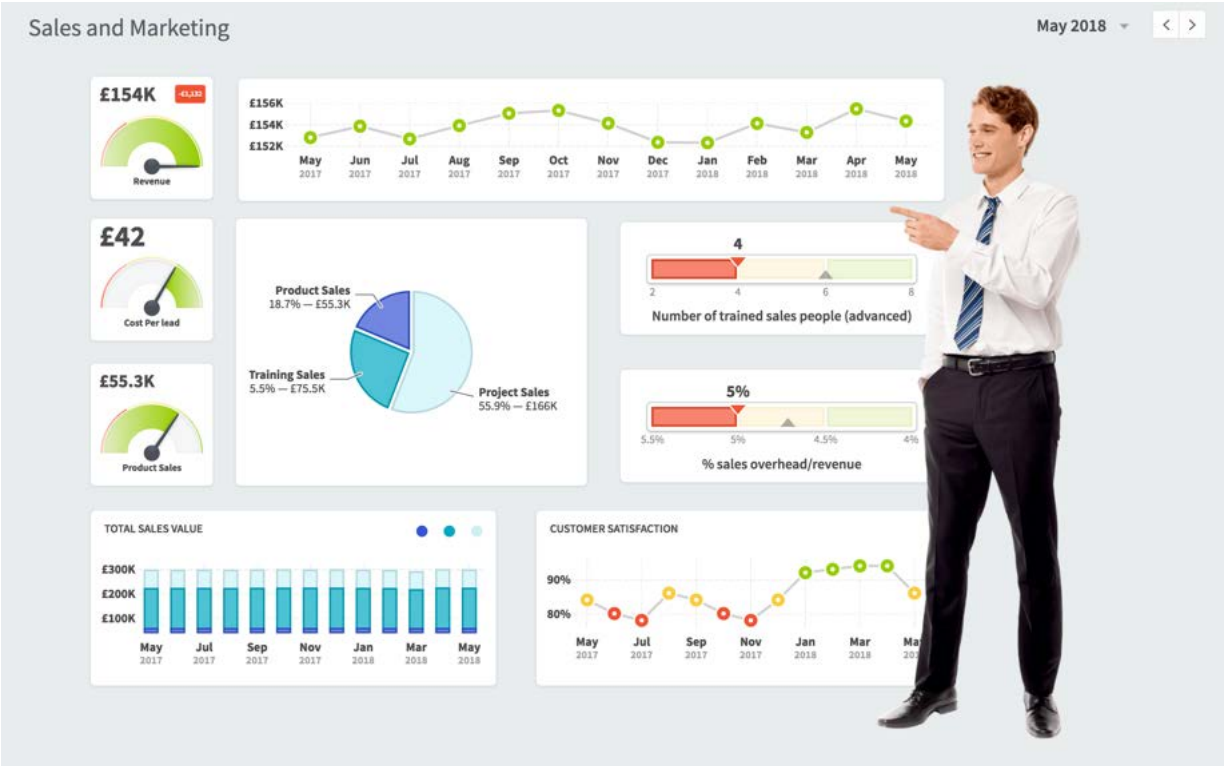 Sales and Marketing
May 2018
£154K
-£1,132
Revenue
£156K
£154K
£152K
May Jun Jul Aug Sep Oct Nov Dec Jan Feb Mar Apr May
2017 2017 2017 2017 2017 2017 2017 2017 2018 2018 2018 2018 2018
£42
Cost Per lead
£55.3K
Product Sales
Product Sales
18.7% — £55.3K
Training Sales
5.5% — £75.5K
Project Sales
55.9% — £166K
4
2 4 6 8
Number of trained sales people (advanced)
5%
5.5% 5% 4.5% 4%
% sales overhead/revenue
TOTAL SALES VALUE
£300K
£200K
£100K
May Jul Sep Nov Jan Mar May
2017 2017 2017 2017 2018 2018 2018
CUSTOMER SATISFACTION
90%
80%
May Jul Sep Nov Jan Mar
2017 2017 2017 2017 2018 2018